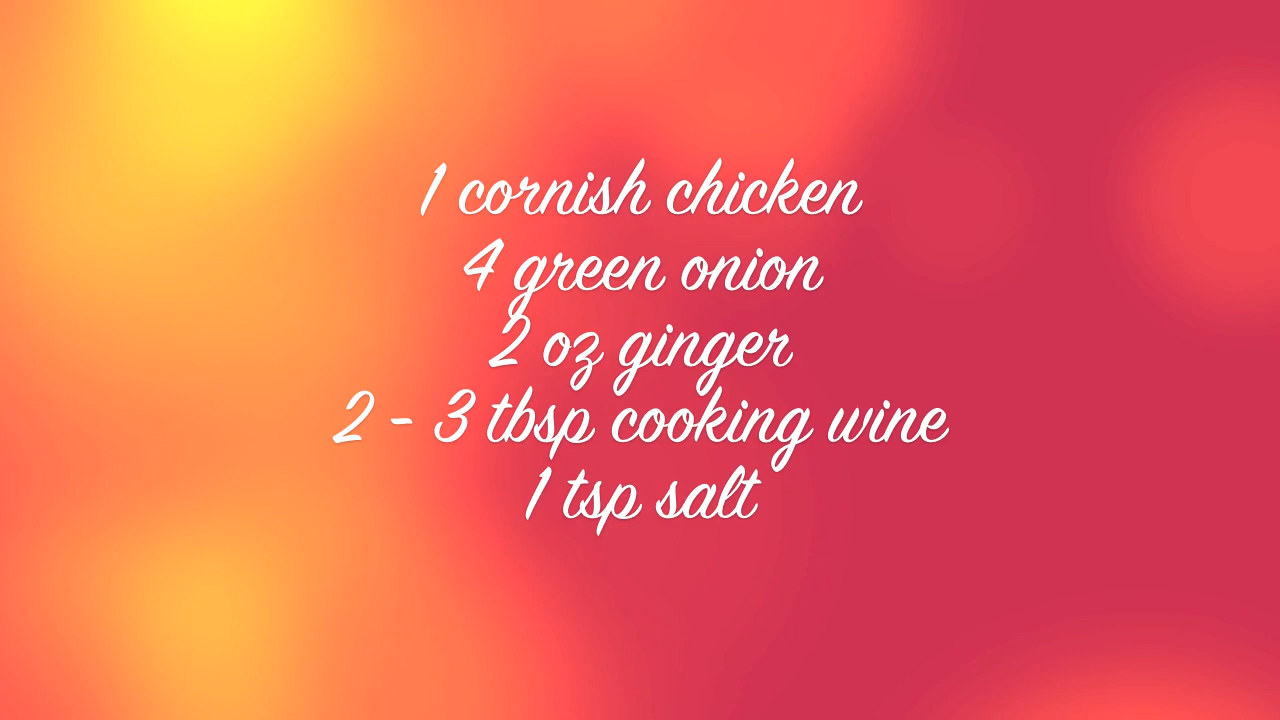 1 cornish chicken
4 green onion
2 oz ginger
2 - 3 tbsp cooking wine
1 tsp salt